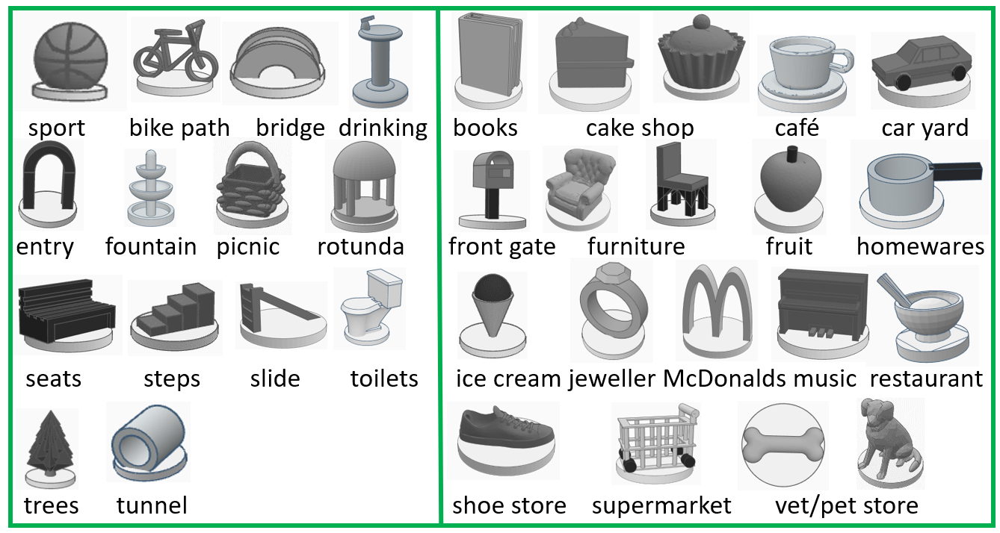 sport bike path bridge drinking
entry fountain picnic rotunda
seats steps slide toilets
trees tunnel
books cake shop café car yard
front gate furniture fruit homewares
ice cream jeweller McDonalds music restaurant
shoe store supermarket vet/pet store